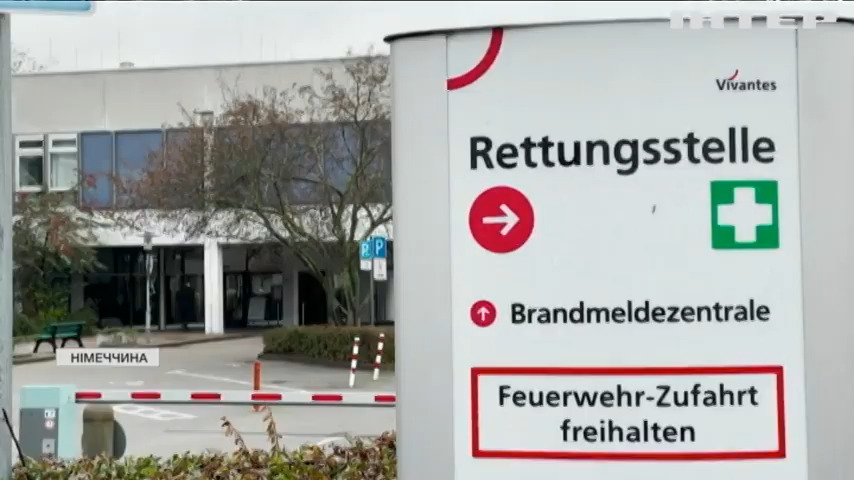 ІНТЕР
Vivantes
Rettungsstelle
Brandmeldezentrale
Feuerwehr-Zufahrt
freihalten
P
P
НІМЕЧЧИНА